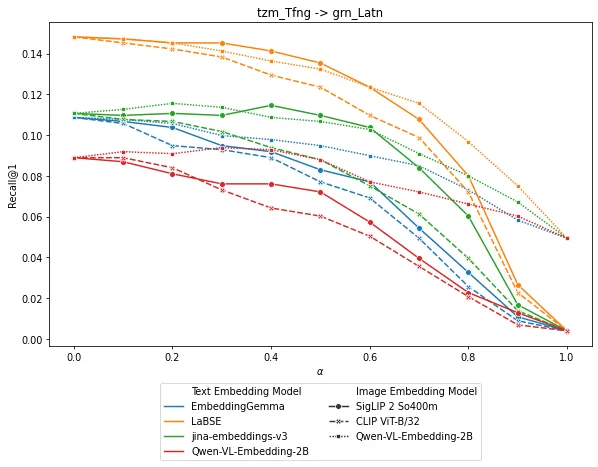 tzm_Tfng -> grn_Latn
Recall@1
0.14
0.12
0.10
0.08
0.06
0.04
0.02
0.00
0.0 0.2 0.4 0.6 0.8 1.0
α
Text Embedding Model Image Embedding Model
EmbeddingGemma SigLIP 2 So400m
LaBSE CLIP ViT-B/32
jina-embeddings-v3 Qwen-VL-Embedding-2B
Qwen-VL-Embedding-2B